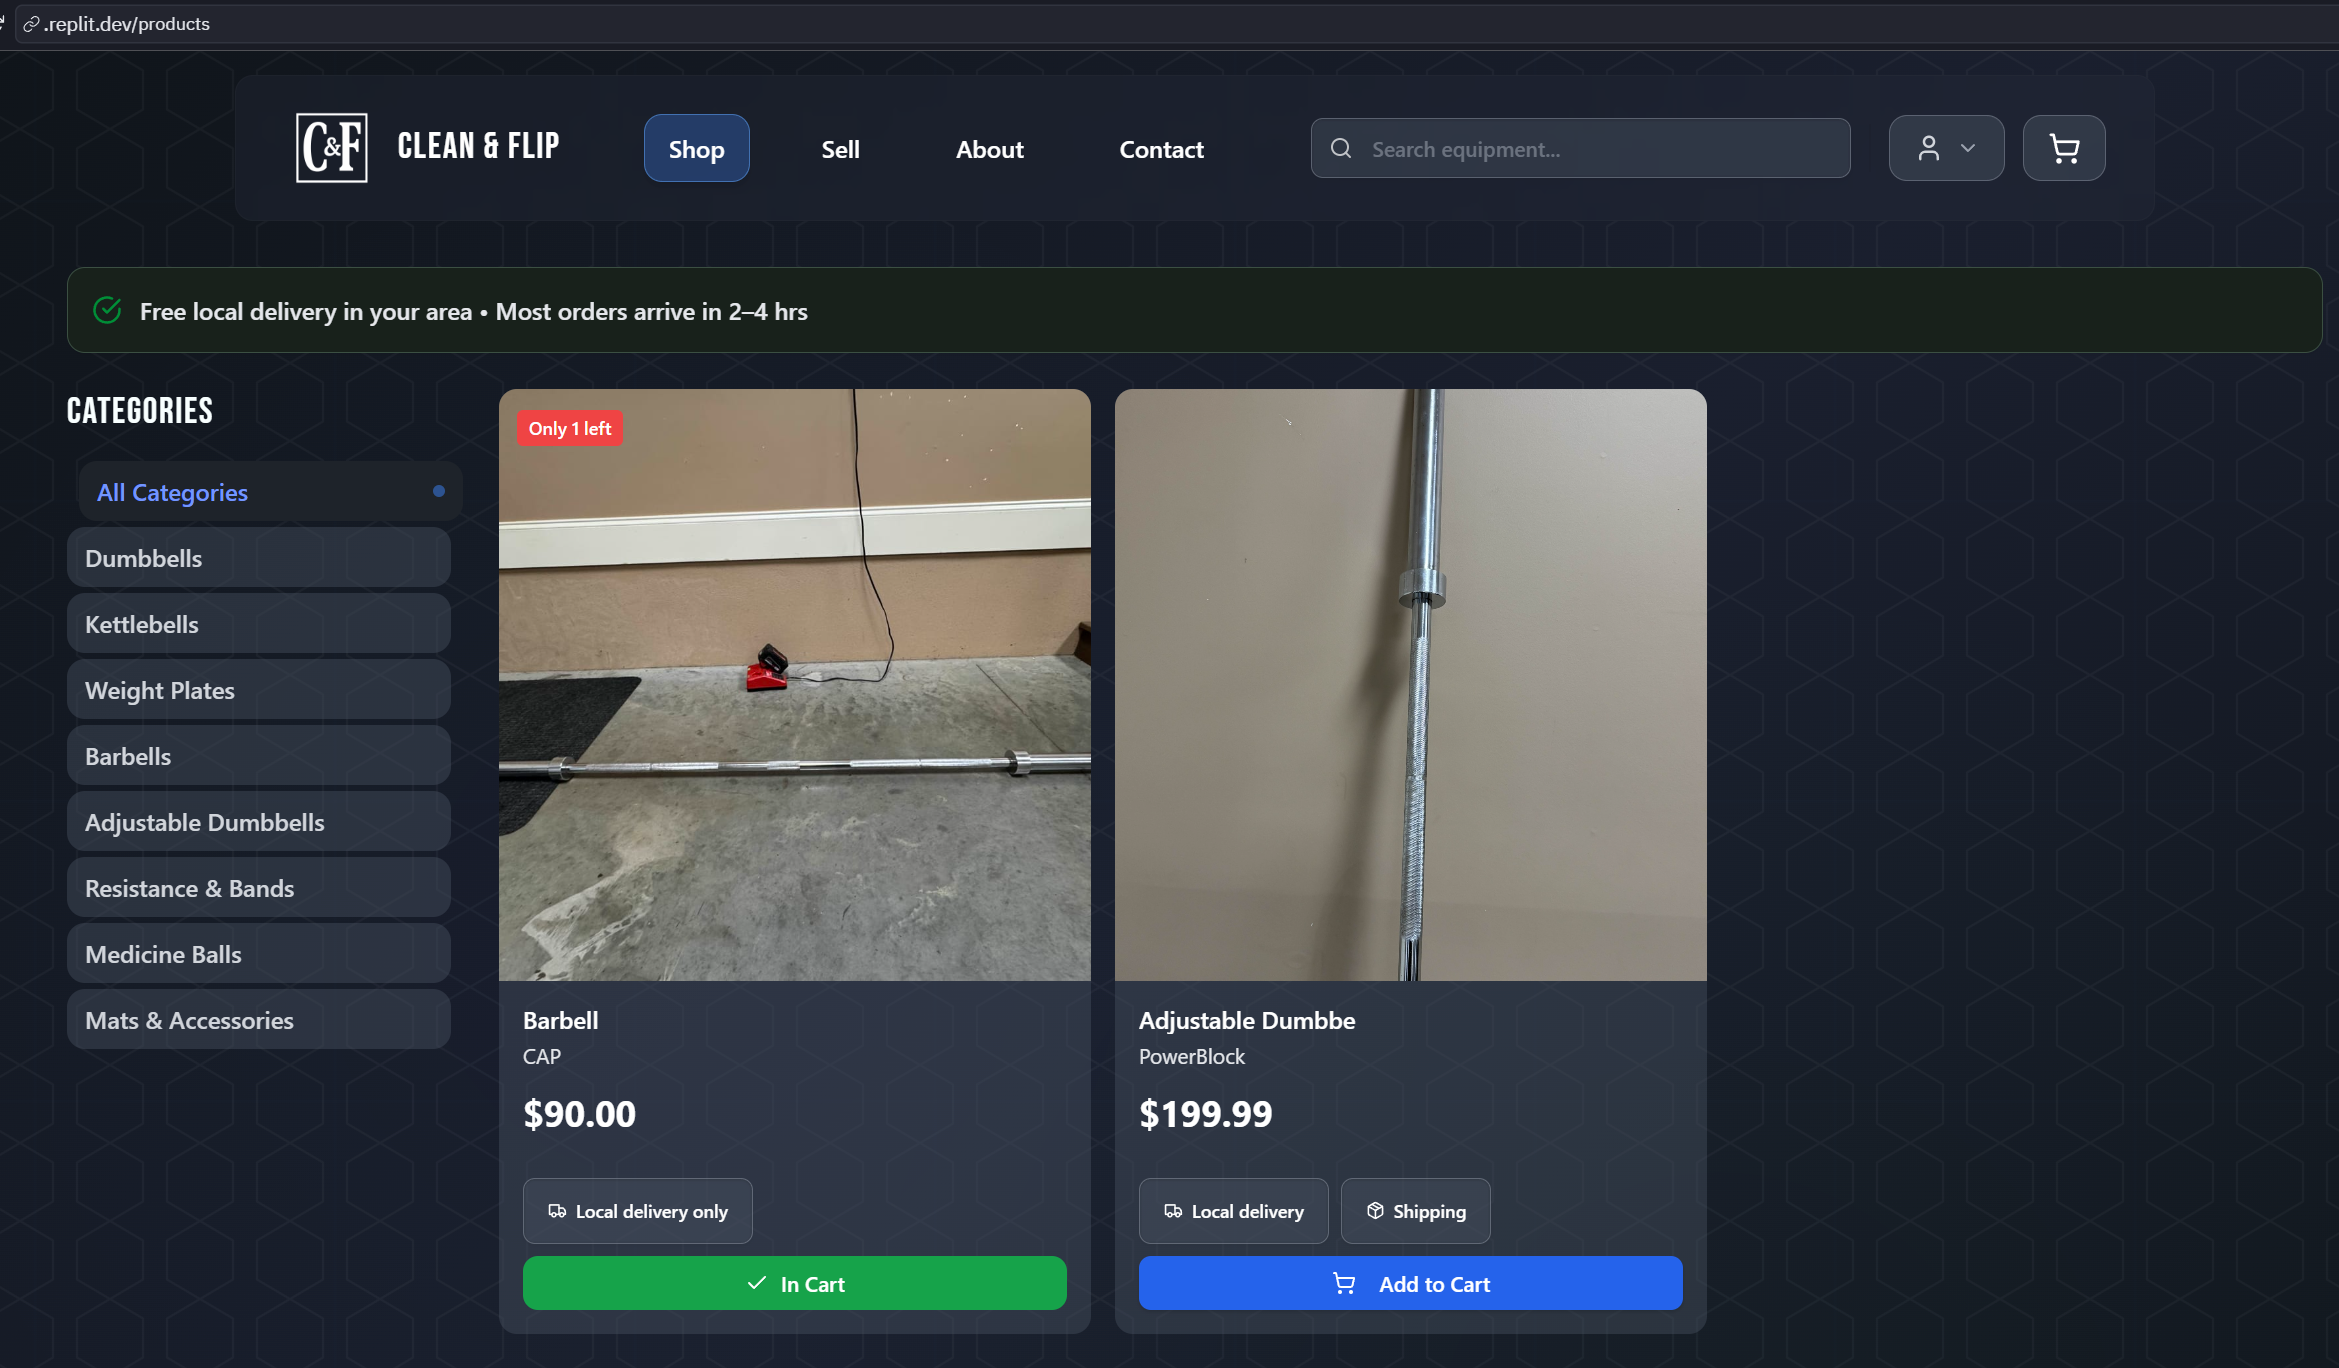 .replit.dev/products
C&F
CLEAN & FLIP
Shop
Sell
About
Contact
Search equipment...
Free local delivery in your area • Most orders arrive in 2–4 hrs
CATEGORIES
All Categories
Dumbbells
Kettlebells
Weight Plates
Barbells
Adjustable Dumbbells
Resistance & Bands
Medicine Balls
Mats & Accessories
Only 1 left
Barbell
CAP
$90.00
Local delivery only
In Cart
Adjustable Dumbbe
PowerBlock
$199.99
Local delivery
Shipping
Add to Cart